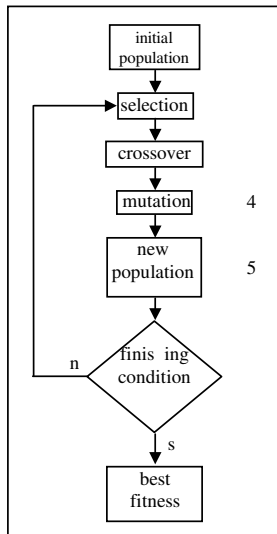 initial
population
selection
crossover
mutation 4
new
population 5
finis ing
condition
n
s
best
fitness